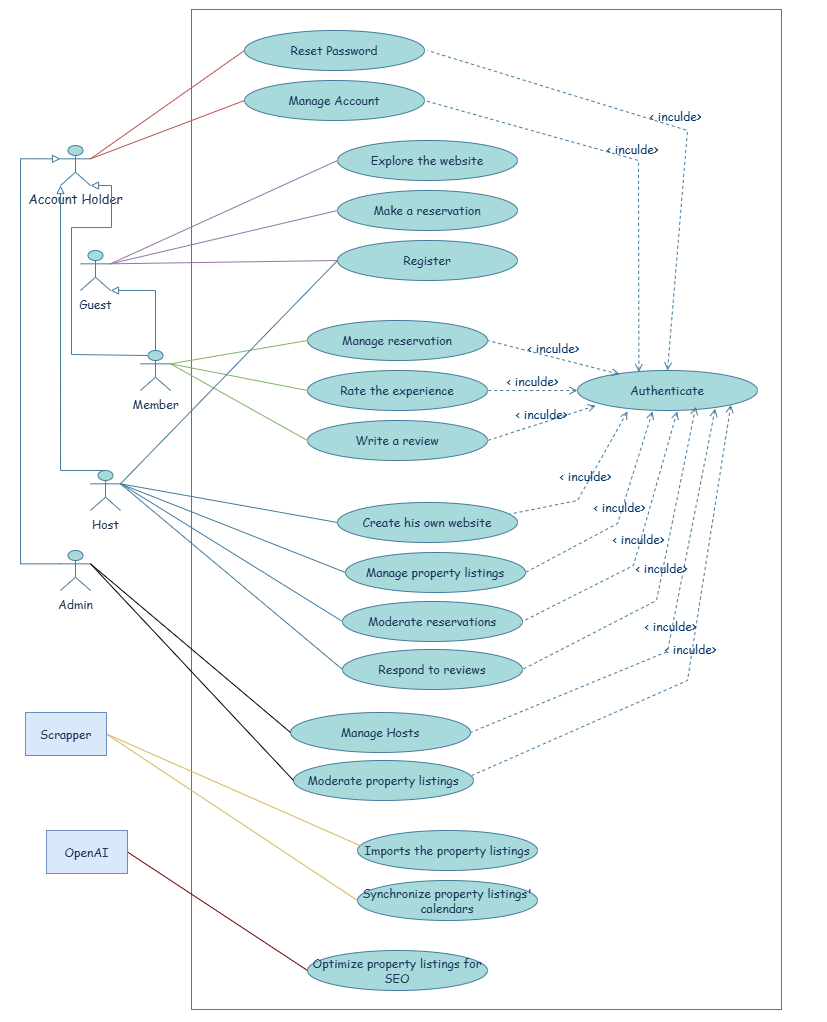 Reset Password
< inculde>
Manage Account
< inculde>
Explore the website
Account Holder
Make a reservation
Register
Guest
Manage reservation
< inculde>
Rate the experience
< inculde>
Authenticate
Member
< inculde>
Write a review
< inculde>
Host
Create his own website
< inculde>
< inculde>
Manage property listings
< inculde>
Admin
Moderate reservations
< inculde>
Respond to reviews
< inculde>
Scrapper
Manage Hosts
Moderate property listings
OpenAI
Imports the property listings
Synchronize property listings'
calendars
Optimize property listings for
SEO